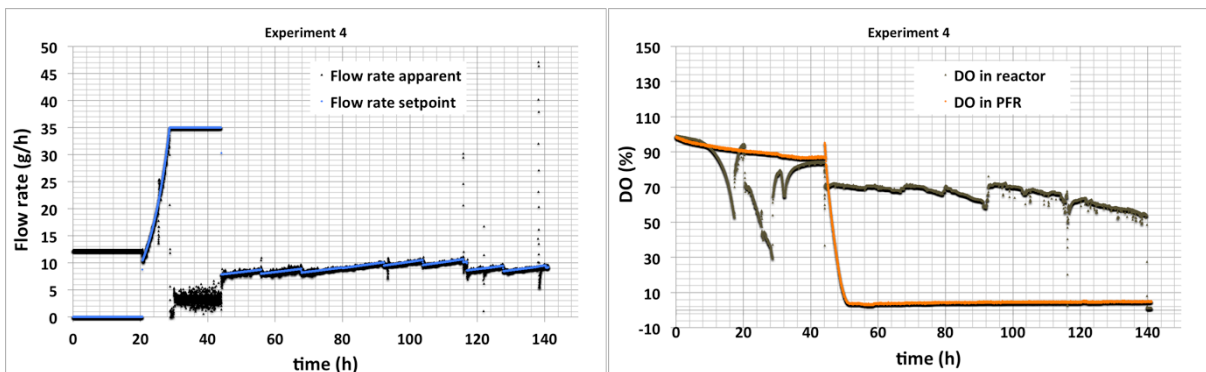 Experiment 4
50
45
40
35
30
25
20
15
10
5
0
Flow rate (g/h)
Flow rate apparent
Flow rate setpoint
0 20 40 60 80 100 120 140
time (h)
Experiment 4
150
130
110
90
70
50
30
10
-10
DO (%)
DO in reactor
DO in PFR
0 20 40 60 80 100 120 140
time (h)